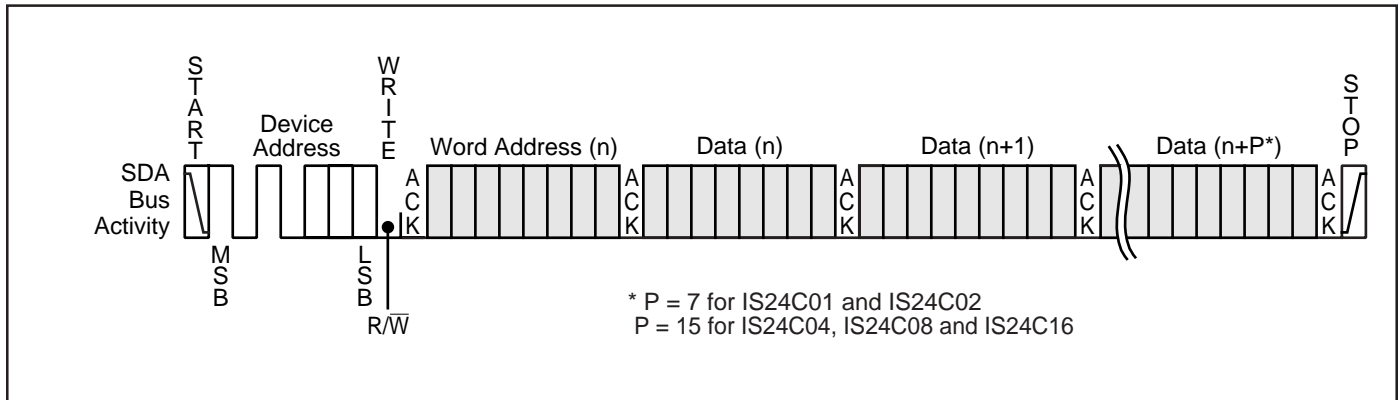 START
WRITE
STOP
Device
Address
Word Address (n)
Data (n)
Data (n+1)
Data (n+P*)
SDA
Bus
Activity
ACK
ACK
ACK
ACK
ACK
MSB
LSB
R/W̅
* P = 7 for IS24C01 and IS24C02
P = 15 for IS24C04, IS24C08 and IS24C16